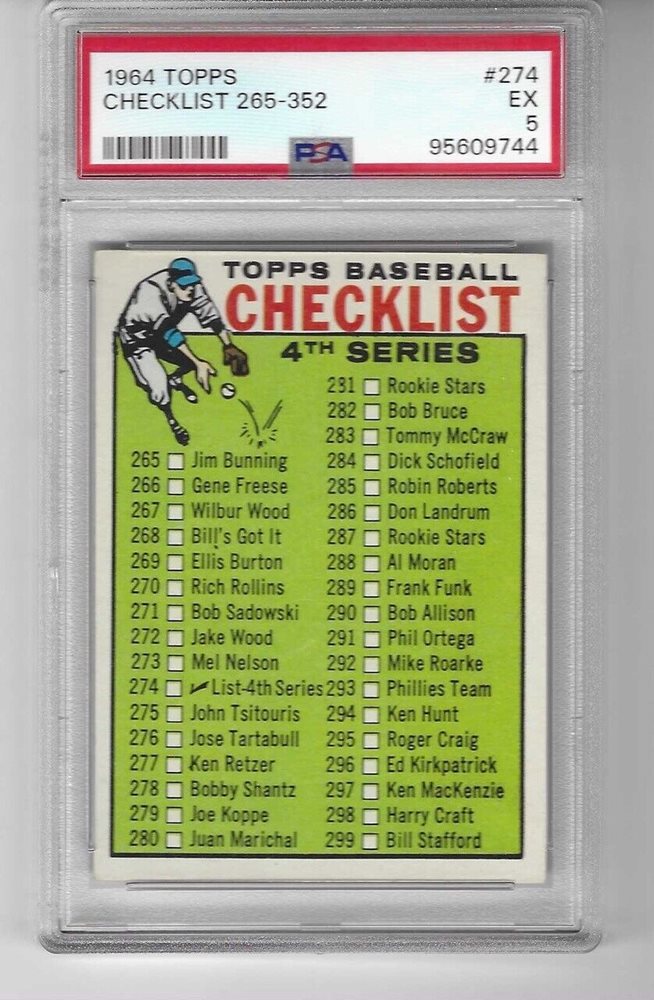 1964 TOPPS #274
CHECKLIST 265-352 EX
5
PSA 95609744
TOPPS BASEBALL
CHECKLIST
4TH SERIES
281 Rookie Stars
282 Bob Bruce
283 Tommy McCraw
265 Jim Bunning
266 Gene Freese
267 Wilbur Wood
268 Bill's Got It
269 Ellis Burton
270 Rich Rollins
271 Bob Sadowski
272 Jake Wood
273 Mel Nelson
274 List-4th Series
275 John Tsitouris
276 Jose Tartabull
277 Ken Retzer
278 Bobby Shantz
279 Joe Koppe
280 Juan Marichal
284 Dick Schofield
285 Robin Roberts
286 Don Landrum
287 Rookie Stars
288 Al Moran
289 Frank Funk
290 Bob Allison
291 Phil Ortega
292 Mike Roarke
293 Phillies Team
294 Ken Hunt
295 Roger Craig
296 Ed Kirkpatrick
297 Ken MacKenzie
298 Harry Craft
299 Bill Stafford